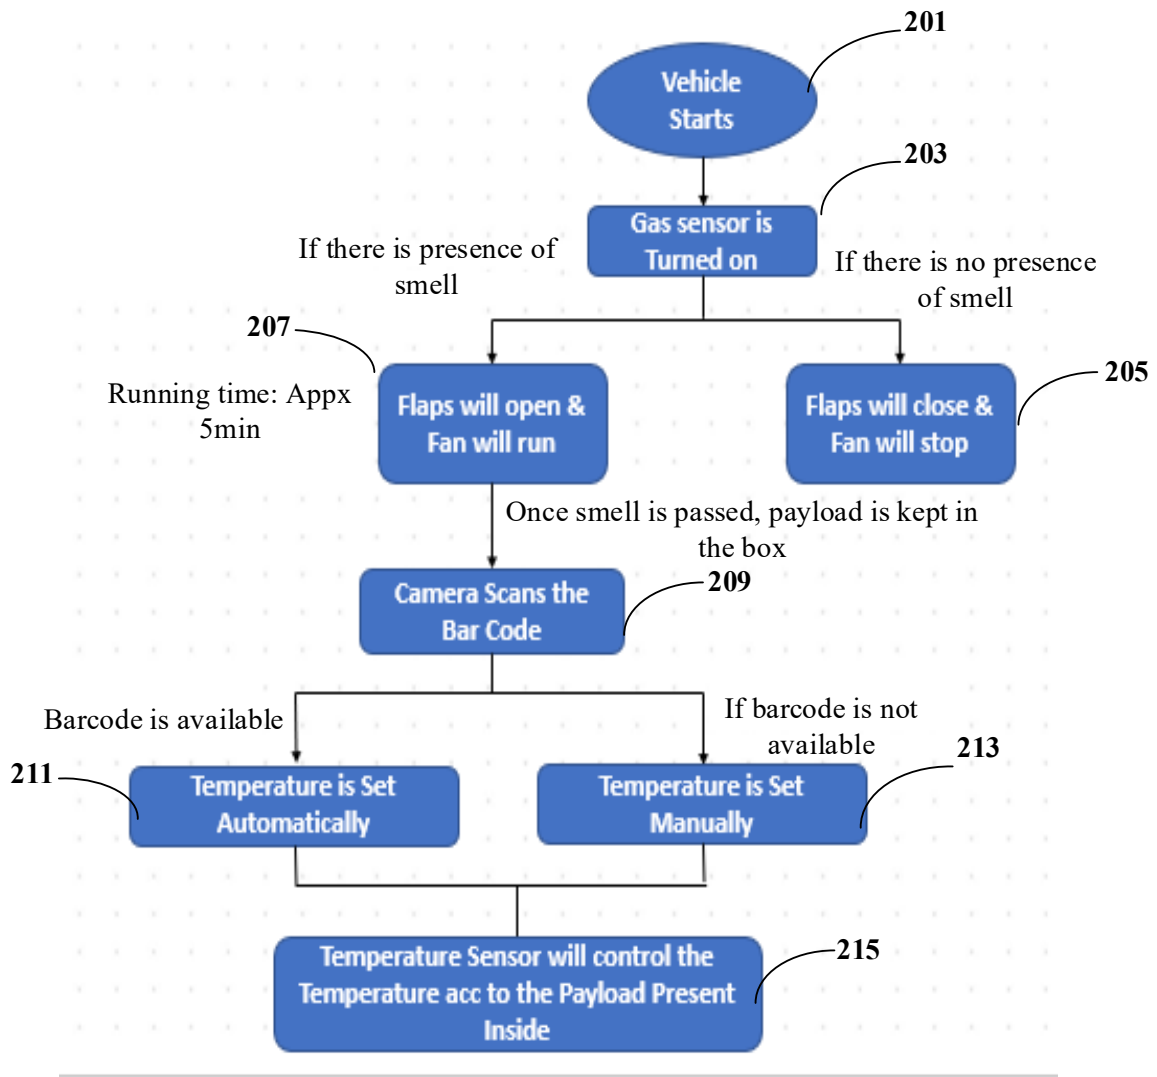 201
Vehicle
Starts
203
Gas sensor is
Turned on
If there is presence of
smell
If there is no presence
of smell
207
205
Running time: Appx
5min
Flaps will open &
Fan will run
Flaps will close &
Fan will stop
Once smell is passed, payload is kept in
the box
209
Camera Scans the
Bar Code
Barcode is available
If barcode is not
available
213
211
Temperature is Set
Automatically
Temperature is Set
Manually
215
Temperature Sensor will control the
Temperature acc to the Payload Present
Inside